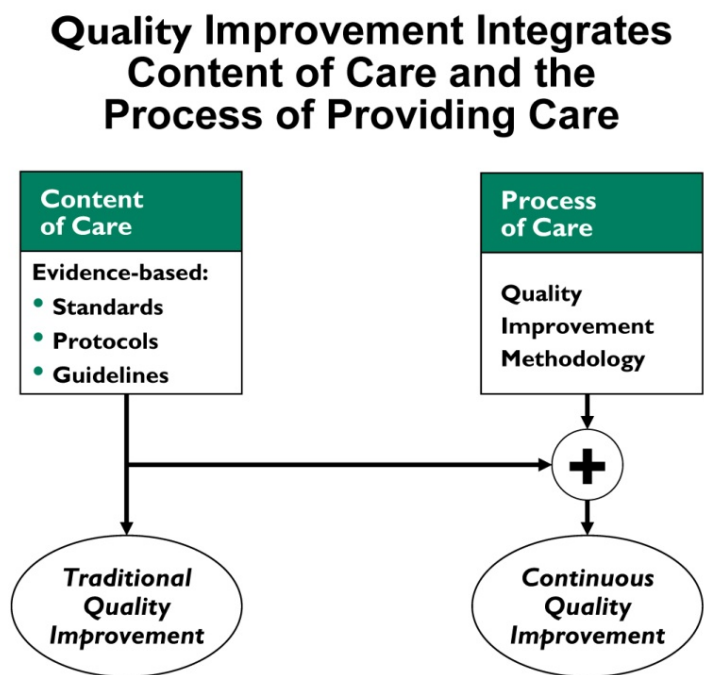 Quality Improvement Integrates
Content of Care and the
Process of Providing Care
Content
of Care
Evidence-based:
• Standards
• Protocols
• Guidelines
Process
of Care
Quality
Improvement
Methodology
+
Traditional
Quality
Improvement
Continuous
Quality
Improvement